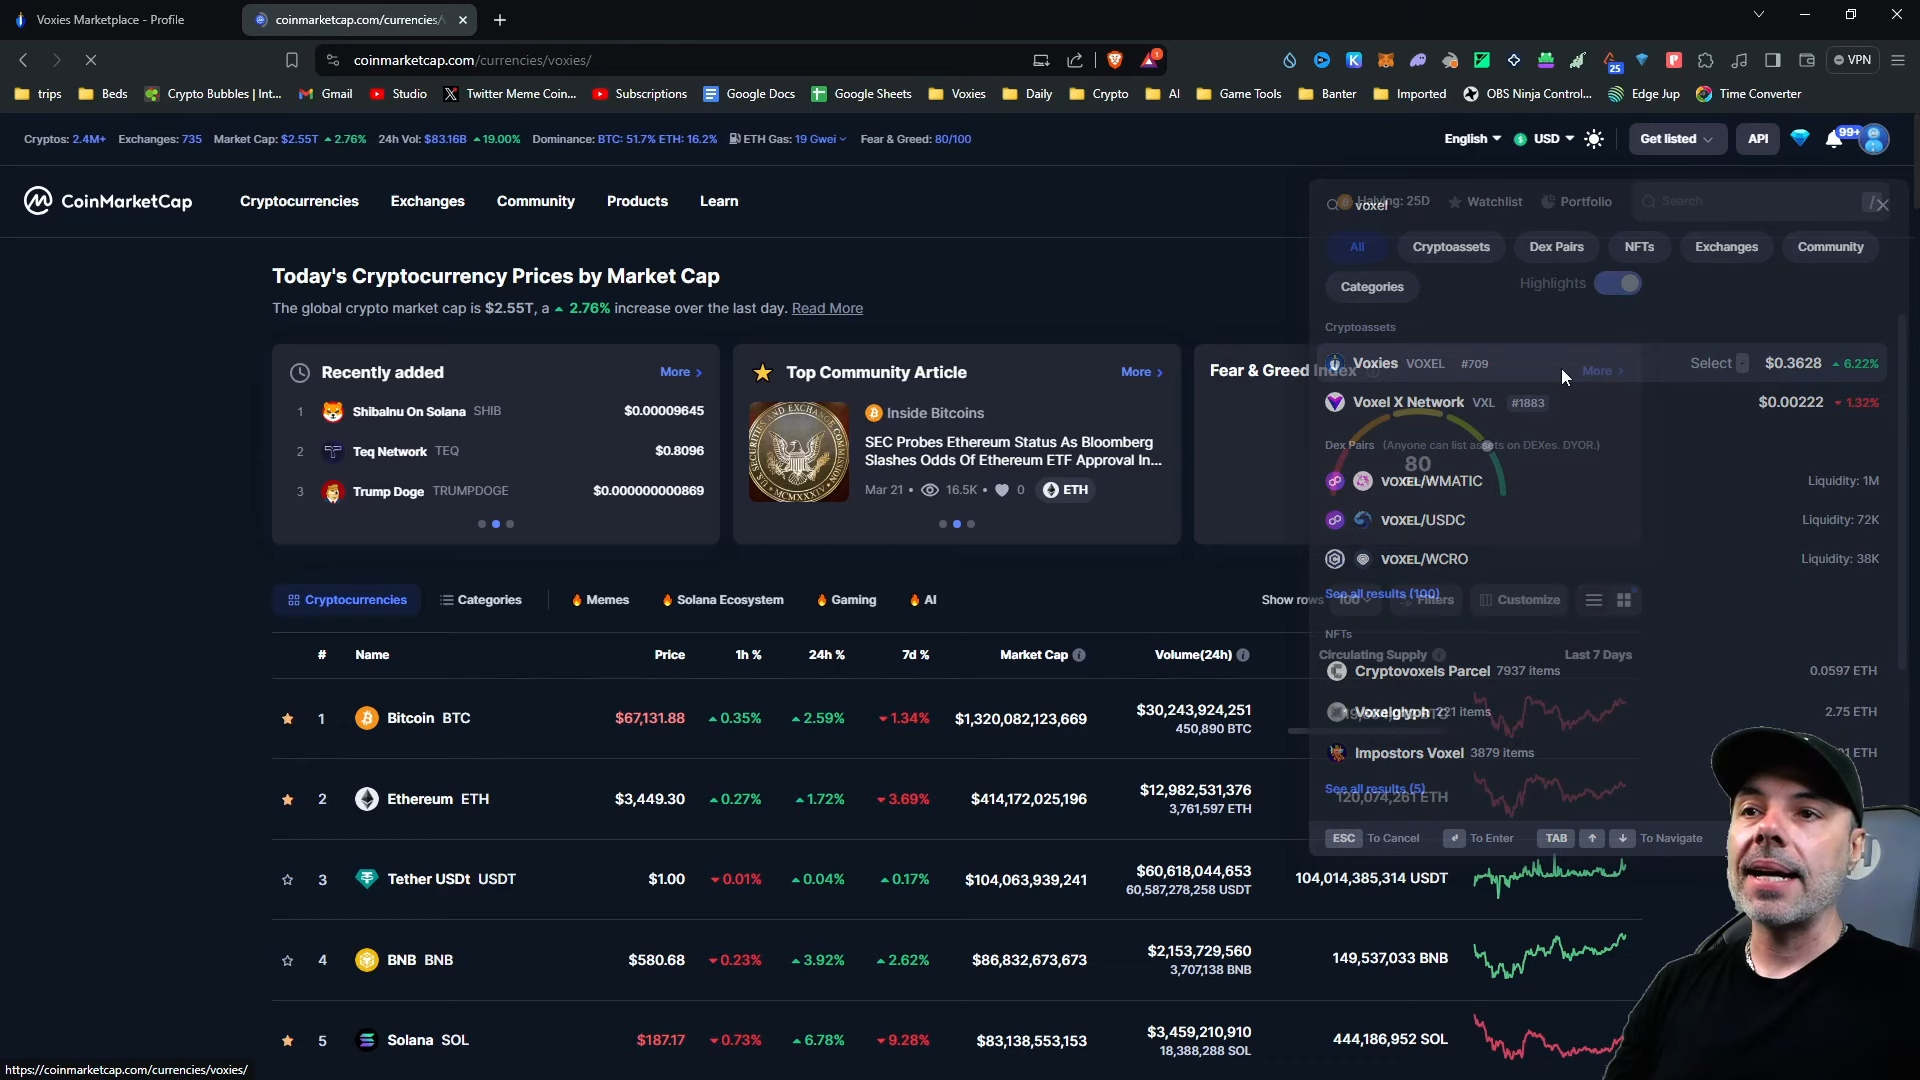 Voxies Marketplace - Profile
coinmarketcap.com/currencies/
coinmarketcap.com/currencies/voxies/
1
25
VPN
trips
Beds
Crypto Bubbles | Int...
Gmail
Studio
Twitter Meme Coin...
Subscriptions
Google Docs
Google Sheets
Voxies
Daily
Crypto
AI
Game Tools
Banter
Imported
OBS Ninja Control...
Edge Jup
Time Converter
Cryptos: 2.4M+ Exchanges: 735 Market Cap: $2.55T 2.76% 24h Vol: $83.16B 19.00% Dominance: BTC: 51.7% ETH: 16.2% ETH Gas: 19 Gwei Fear & Greed: 80/100
English USD Get listed API 99+
CoinMarketCap Cryptocurrencies Exchanges Community Products Learn
Halving: 25D Watchlist Portfolio Search /
voxel
All Cryptoassets Dex Pairs NFTs Exchanges Community
Categories Highlights
Today's Cryptocurrency Prices by Market Cap
The global crypto market cap is $2.55T, a 2.76% increase over the last day. Read More
Recently added More
1 ShibaInu On Solana SHIB $0.00009645
2 Teq Network TEQ $0.8096
3 Trump Doge TRUMPDOGE $0.000000000869
Top Community Article More
Inside Bitcoins
SEC Probes Ethereum Status As Bloomberg
Slashes Odds Of Ethereum ETF Approval In...
Mar 21 • 16.5K • 0 ETH
Fear & Greed Index More
80
Cryptoassets
Voxies VOXEL #709 Select $0.3628 6.22%
Voxel X Network VXL #1883 $0.00222 1.32%
Dex Pairs (Anyone can list assets on DEXes. DYOR.)
VOXEL/WMATIC Liquidity: 1M
VOXEL/USDC Liquidity: 72K
VOXEL/WCRO Liquidity: 38K
See all results (100)
NFTs
Cryptovoxels Parcel 7937 items 0.0597 ETH
Voxelglyph 221 items 2.75 ETH
Impostors Voxel 3879 items ETH
See all results (5)
ESC To Cancel To Enter TAB To Navigate
Cryptocurrencies Categories Memes Solana Ecosystem Gaming AI Show rows 100 Filters Customize
# Name Price 1h % 24h % 7d % Market Cap Volume(24h) Circulating Supply Last 7 Days
1 Bitcoin BTC $67,131.88 0.35% 2.59% 1.34% $1,320,082,123,669 $30,243,924,251
450,890 BTC
2 Ethereum ETH $3,449.30 0.27% 1.72% 3.69% $414,172,025,196 $12,982,531,376 120,074,261 ETH
3,761,597 ETH
3 Tether USDt USDT $1.00 0.01% 0.04% 0.17% $104,063,939,241 $60,618,044,653 104,014,385,314 USDT
60,587,278,258 USDT
4 BNB BNB $580.68 0.23% 3.92% 2.62% $86,832,673,673 $2,153,729,560 149,537,033 BNB
3,707,138 BNB
5 Solana SOL $187.17 0.73% 6.78% 9.28% $83,138,553,153 $3,459,210,910 444,186,952 SOL
18,388,288 SOL
https://coinmarketcap.com/currencies/voxies/